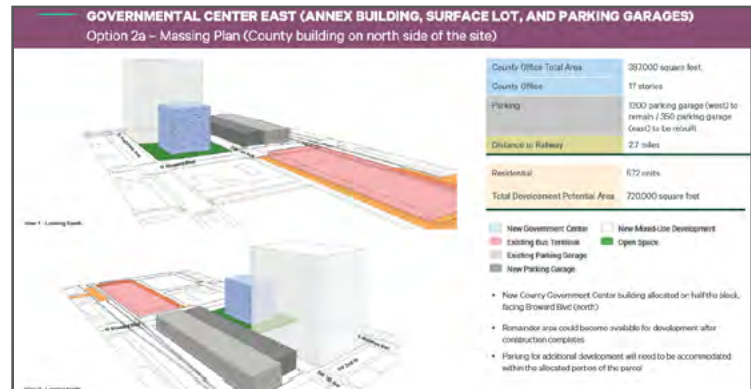 GOVERNMENTAL CENTER EAST (ANNEX BUILDING, SURFACE LOT, AND PARKING GARAGES)
Option 2a – Massing Plan (County building on north side of the site)
County Office Total Area 387,000 square feet
County Office 17 stories
Parking 1200 parking garage (west) to
remain / 350 parking garage
(east) to be rebuilt
Distance to Railway 2.7 miles
Residential 672 units
Total Development Potential Area 720,000 square feet
New Government Center
New Mixed-Use Development
Existing Bus Terminal
Open Space
Existing Parking Garage
New Parking Garage
• New County Government Center building allocated on half the block,
facing Broward Blvd (north)
• Remainder area could become available for development after
construction completes
• Parking for additional development will need to be accommodated
within the allocated portion of the parcel